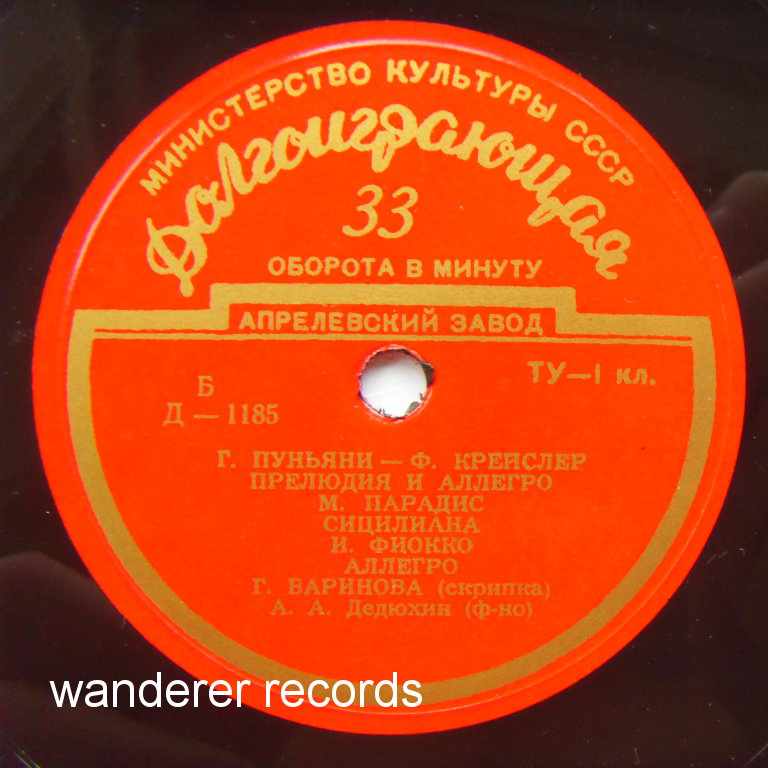 МИНИСТЕРСТВО КУЛЬТУРЫ СССР
Долгоиграющая
33
ОБОРОТА В МИНУТУ
АПРЕЛЕВСКИЙ ЗАВОД
Б
Д — 1185
ТУ—I кл.
Г. ПУНЬЯНИ — Ф. КРЕЙСЛЕР
ПРЕЛЮДИЯ И АЛЛЕГРО
М. ПАРАДИС
СИЦИЛИАНА
И. ФИОККО
АЛЛЕГРО
Г. БАРИНОВА (скрипка)
А. А. Дедюхин (ф-но)
wanderer records